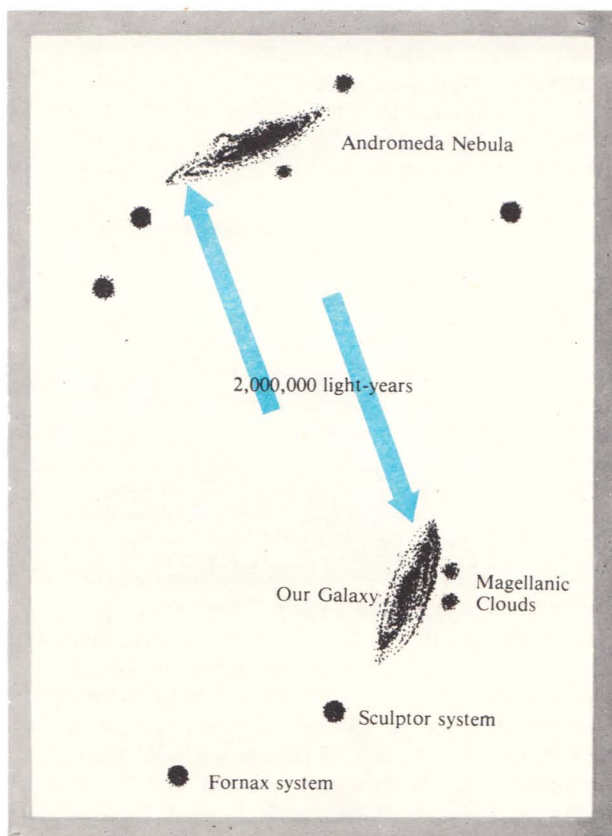 Andromeda Nebula
2,000,000 light-years
Our Galaxy
Magellanic
Clouds
Sculptor system
Fornax system